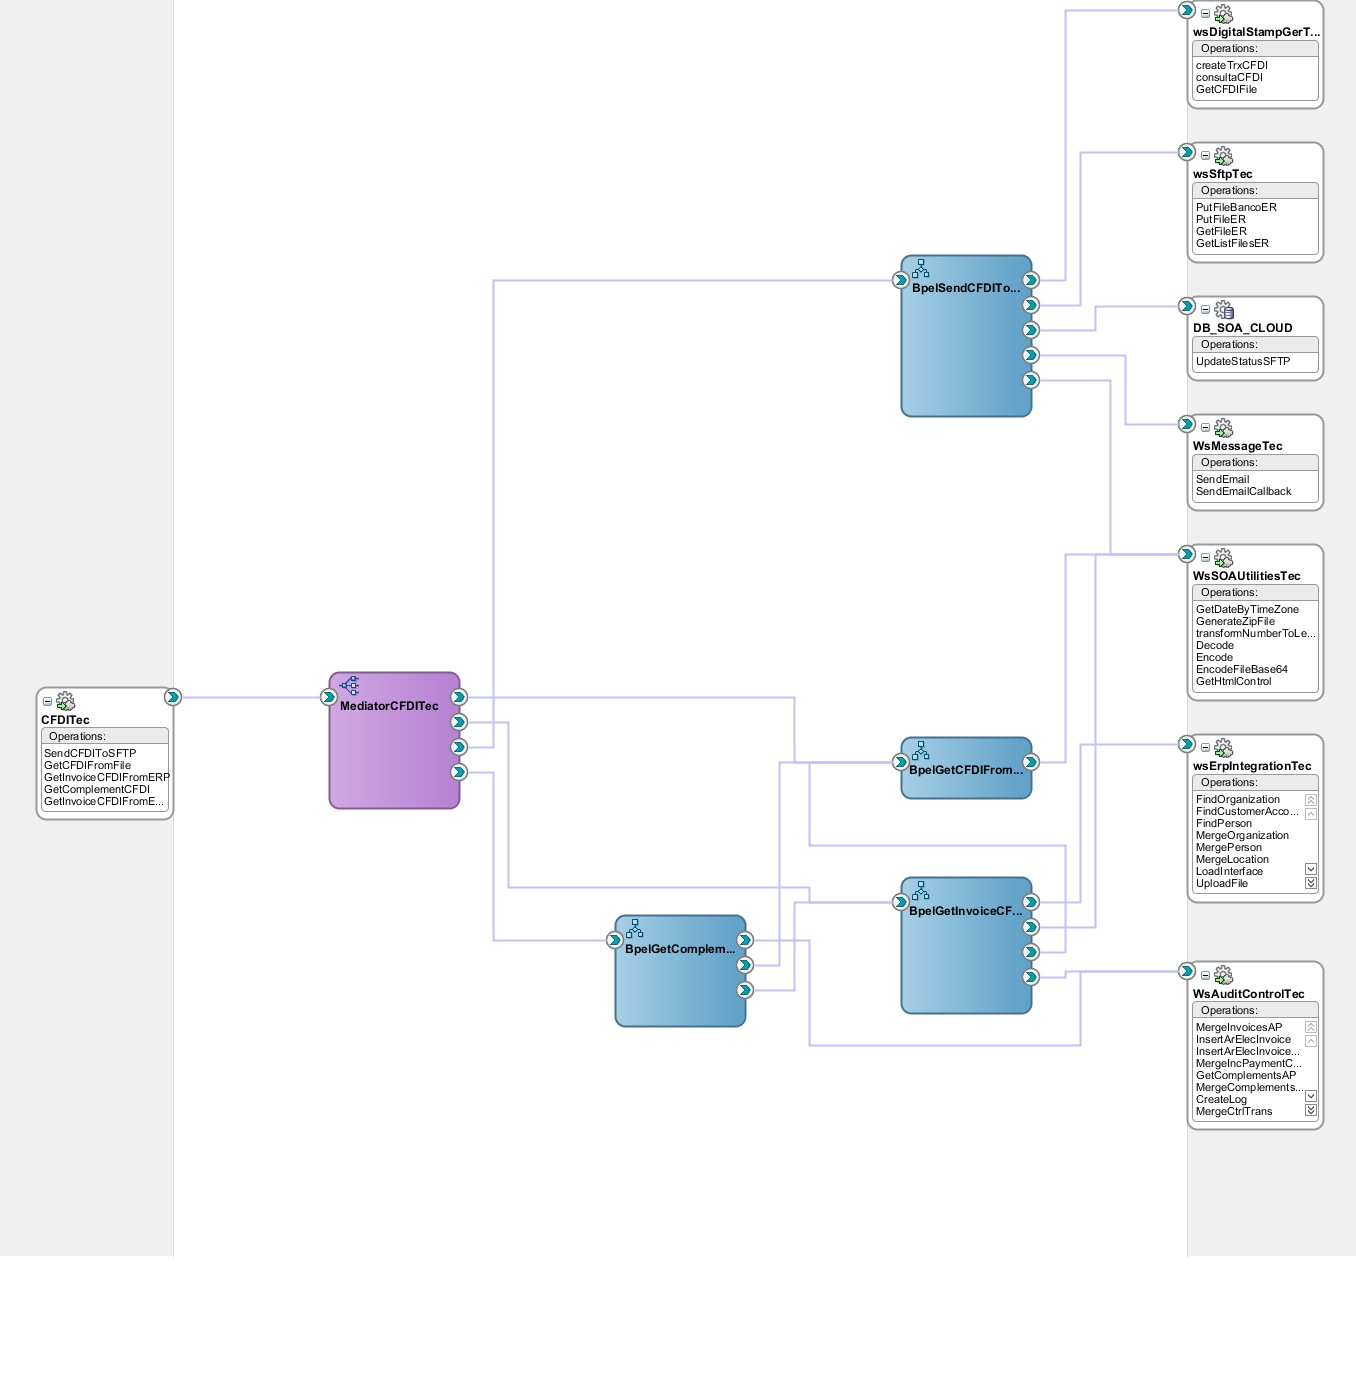 wsDigitalStampGerT...
Operations:
createTrxCFDI
consultaCFDI
GetCFDIFile
wsSftpTec
Operations:
PutFileBancoER
PutFileER
GetFileER
GetListFilesER
BpelSendCFDITo...
DB_SOA_CLOUD
Operations:
UpdateStatusSFTP
WsMessageTec
Operations:
SendEmail
SendEmailCallback
WsSOAUtilitiesTec
Operations:
GetDateByTimeZone
GenerateZipFile
transformNumberToLe...
Decode
Encode
EncodeFileBase64
GetHtmlControl
CFDITec
Operations:
SendCFDIToSFTP
GetCFDIFromFile
GetInvoiceCFDIFromERP
GetComplementCFDI
GetInvoiceCFDIFromE...
MediatorCFDITec
BpelGetCFDIFrom...
wsErpIntegrationTec
Operations:
FindOrganization
FindCustomerAcco...
FindPerson
MergeOrganization
MergePerson
MergeLocation
LoadInterface
UploadFile
BpelGetComplem...
BpelGetInvoiceCF...
WsAuditControlTec
Operations:
MergeInvoicesAP
InsertArElecInvoice
InsertArElecInvoice...
MergeIncPaymentC...
GetComplementsAP
MergeComplements...
CreateLog
MergeCtrlTrans